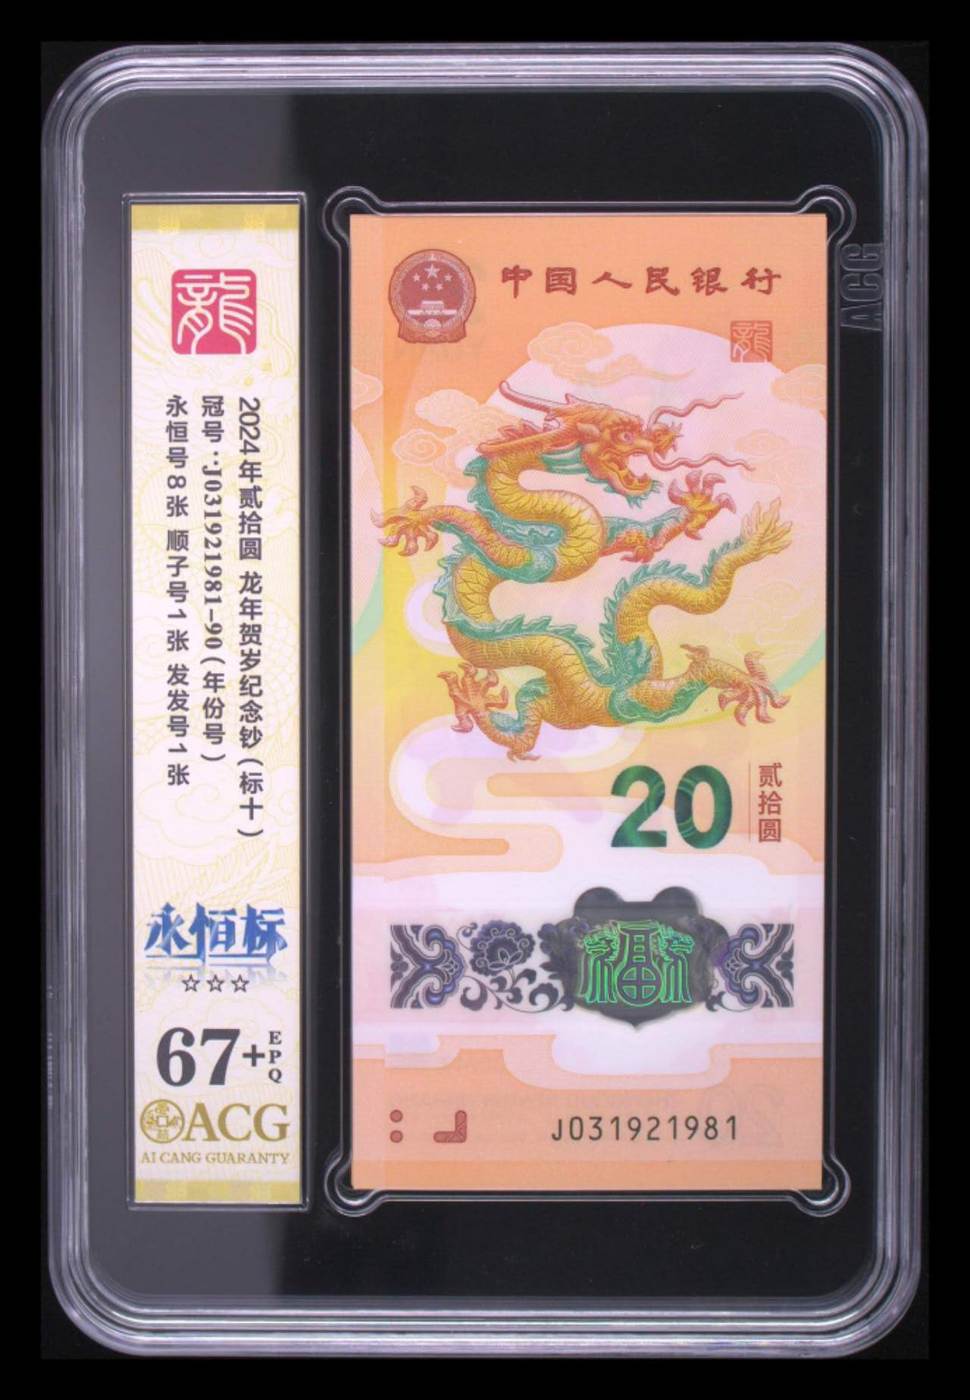 龍
2024年贰拾圆 龙年贺岁纪念钞(标十)
冠号:J031921981-90(年份号)
永恒号8张 顺子号1张 发发号1张
永恒标
☆☆☆
67+EPQ
ACG
AI CANG GUARANTY
中国人民银行
龍
20
贰拾圆
福
J031921981
ACG